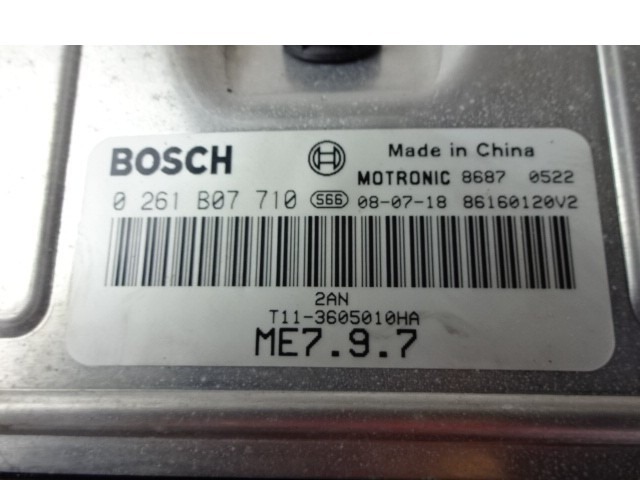 BOSCH Made in China
MOTRONIC 8687 0522
0 261 B07 710 S66 08-07-18 86160120V2
2AN
T11-3605010HA
ME7.9.7